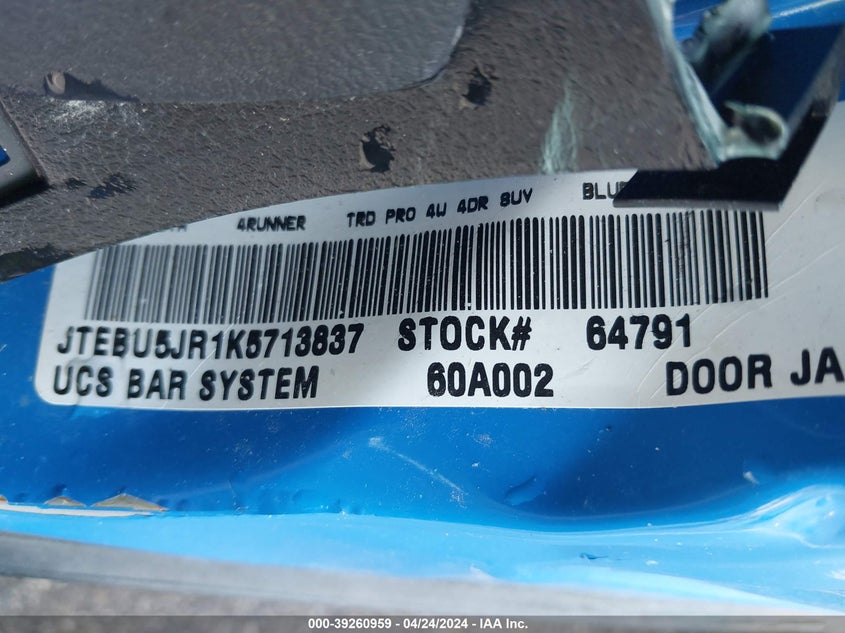 4RUNNER TRD PRO 4W 4DR SUV
JTEBU5JR1K5713837 STOCK# 64791
UCS BAR SYSTEM 60A002 DOOR JA
000-39260959 - 04/24/2024 - IAA Inc.